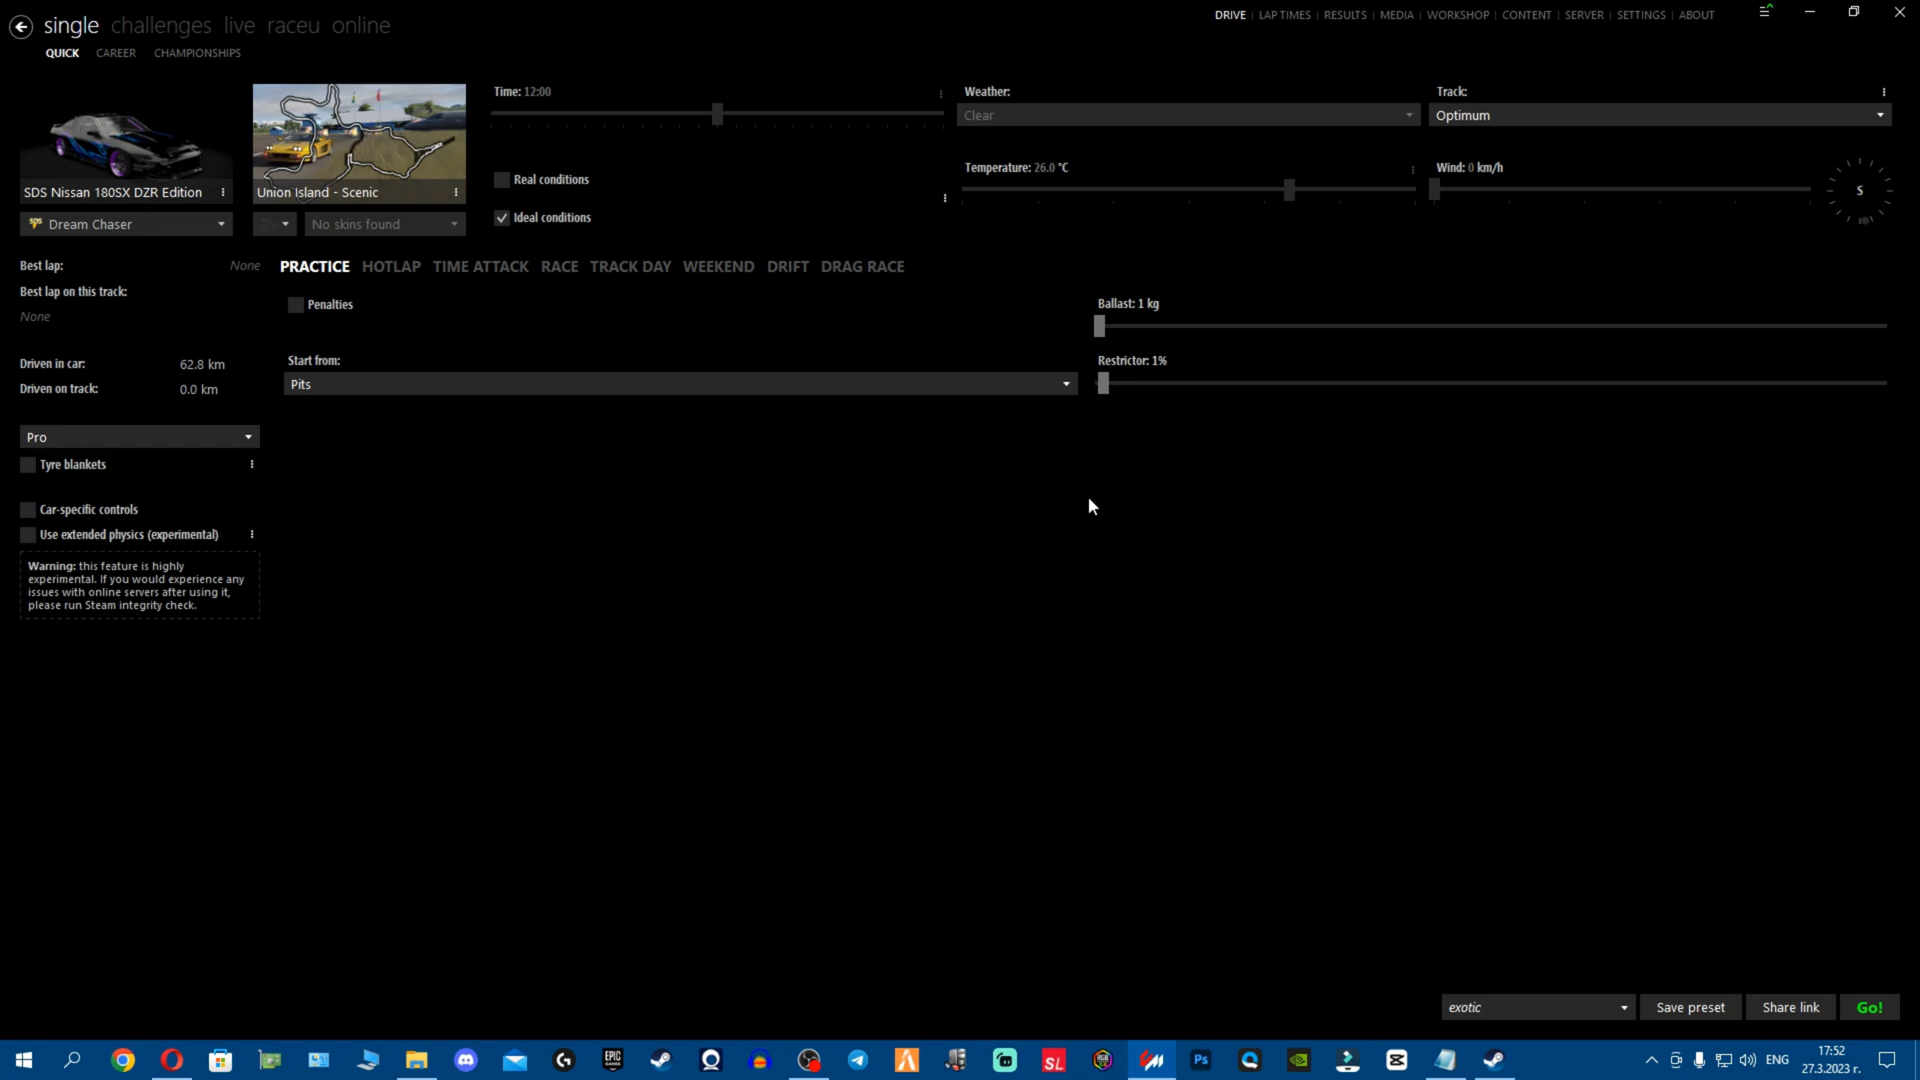 single challenges live raceu online
DRIVE | LAP TIMES | RESULTS | MEDIA | WORKSHOP | CONTENT | SERVER | SETTINGS | ABOUT
QUICK CAREER CHAMPIONSHIPS
SDS Nissan 180SX DZR Edition
Union Island - Scenic
Dream Chaser
No skins found
Time: 12:00
Real conditions
Ideal conditions
Weather:
Clear
Track:
Optimum
Temperature: 26.0 °C
Wind: 0 km/h
S
Best lap: None
Best lap on this track:
None
Driven in car: 62.8 km
Driven on track: 0.0 km
Pro
Tyre blankets
Car-specific controls
Use extended physics (experimental)
Warning: this feature is highly
experimental. If you would experience any
issues with online servers after using it,
please run Steam integrity check.
PRACTICE HOTLAP TIME ATTACK RACE TRACK DAY WEEKEND DRIFT DRAG RACE
Penalties
Start from:
Pits
Ballast: 1 kg
Restrictor: 1%
exotic
Save preset
Share link
Go!
EPIC
GAMES
SL
Ps
ENG
17:52
27.3.2023 г.